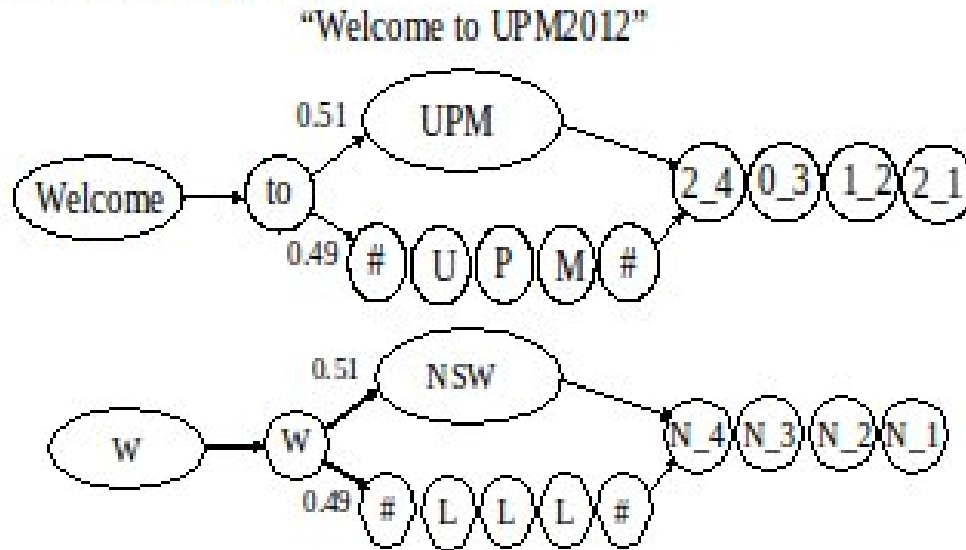 “Welcome to UPM2012”
0.51
UPM
Welcome to 2_4 0_3 1_2 2_1
0.49 # U P M #
0.51 NSW
W W N_4 N_3 N_2 N_1
0.49 # L L L #